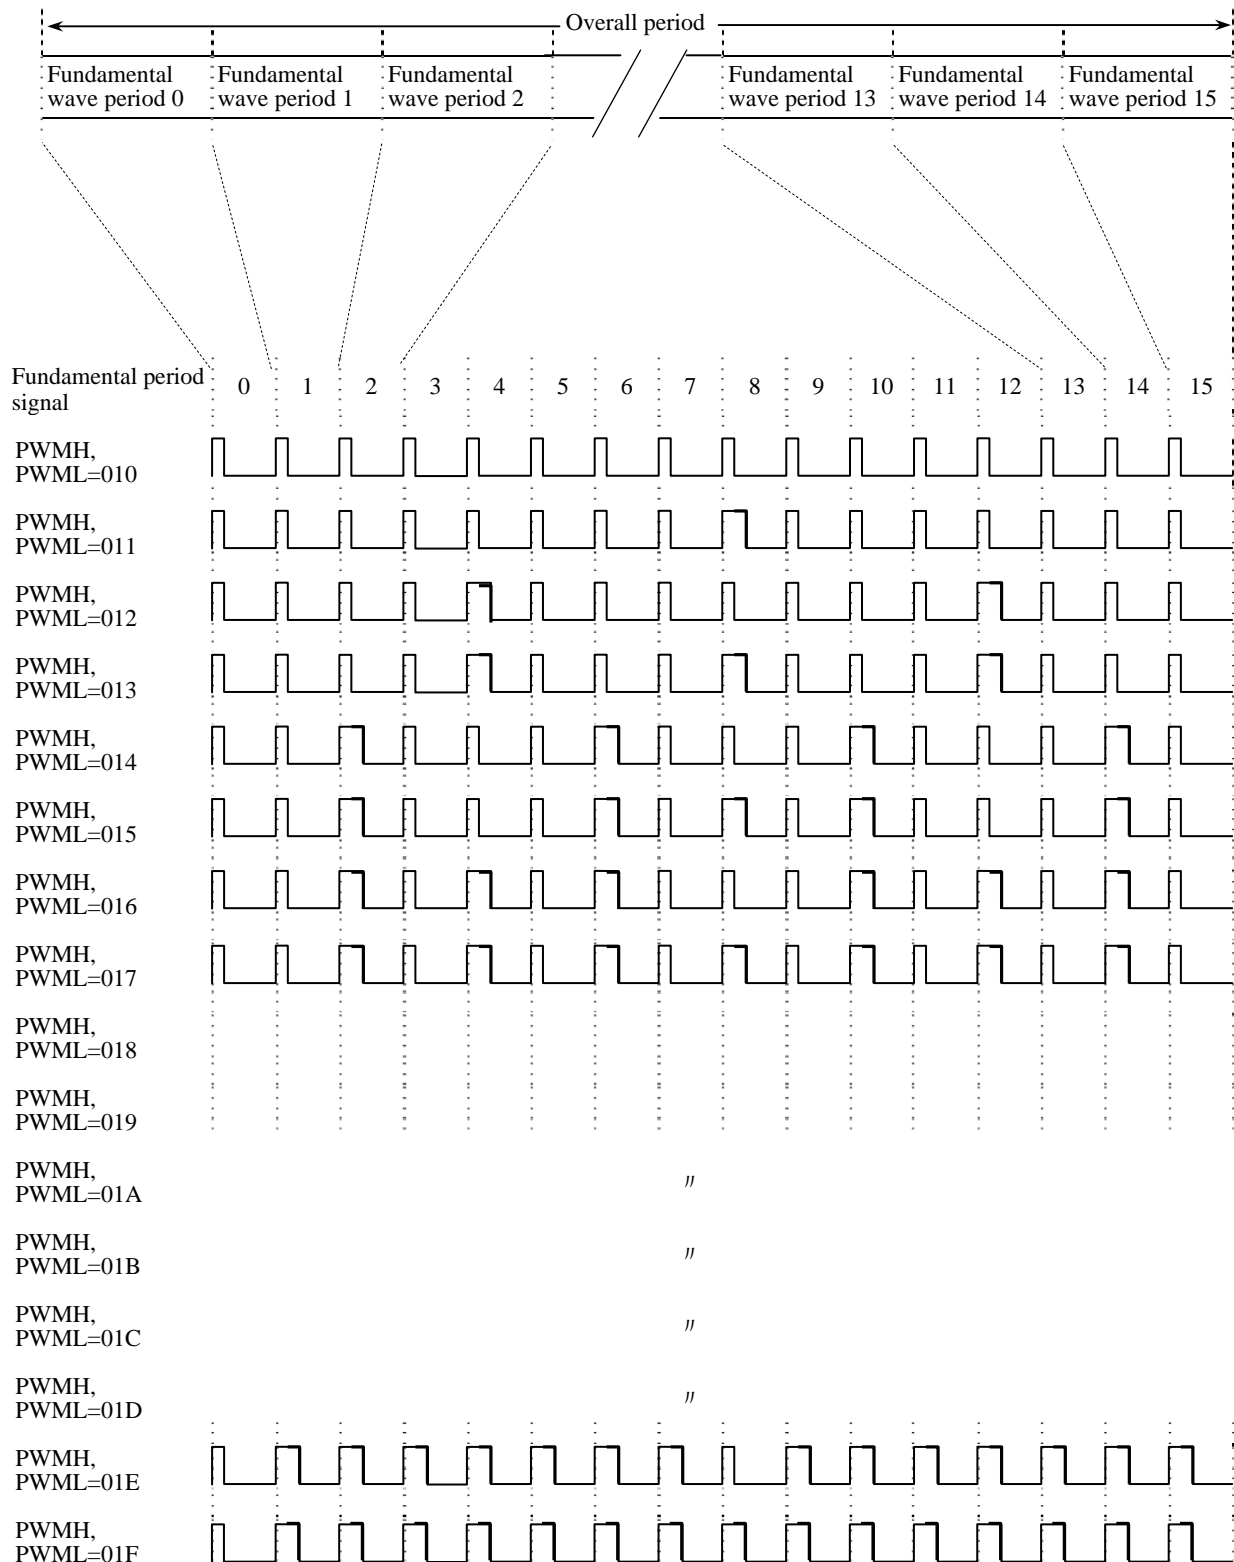 Overall period
Fundamental
wave period 0
Fundamental
wave period 1
Fundamental
wave period 2
Fundamental
wave period 13
Fundamental
wave period 14
Fundamental
wave period 15
Fundamental period
signal
0 1 2 3 4 5 6 7 8 9 10 11 12 13 14 15
PWMH,
PWML=010
PWMH,
PWML=011
PWMH,
PWML=012
PWMH,
PWML=013
PWMH,
PWML=014
PWMH,
PWML=015
PWMH,
PWML=016
PWMH,
PWML=017
PWMH,
PWML=018
PWMH,
PWML=019
PWMH,
PWML=01A
〃
PWMH,
PWML=01B
〃
PWMH,
PWML=01C
〃
PWMH,
PWML=01D
〃
PWMH,
PWML=01E
PWMH,
PWML=01F